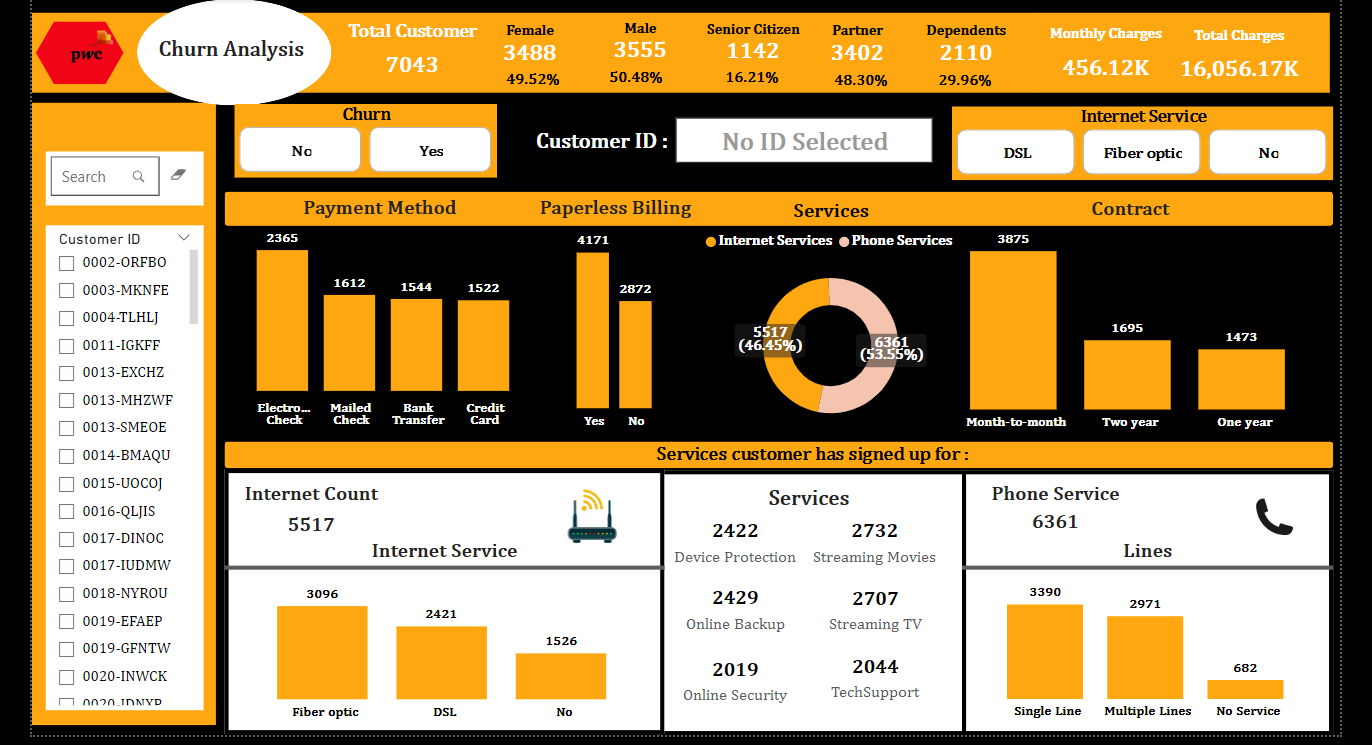 pwc
Churn Analysis
Total Customer
7043
Female
3488
49.52%
Male
3555
50.48%
Senior Citizen
1142
16.21%
Partner
3402
48.30%
Dependents
2110
29.96%
Monthly Charges
456.12K
Total Charges
16,056.17K
Search
Customer ID
0002-ORFBO
0003-MKNFE
0004-TLHLJ
0011-IGKFF
0013-EXCHZ
0013-MHZWF
0013-SMEOE
0014-BMAQU
0015-UOCOJ
0016-QLJIS
0017-DINOC
0017-IUDMW
0018-NYROU
0019-EFAEP
0019-GFNTW
0020-INWCK
0020-JDNXP
Churn
No
Yes
Customer ID :
No ID Selected
Internet Service
DSL
Fiber optic
No
Payment Method
2365
1612
1544
1522
Electro...
Check
Mailed
Check
Bank
Transfer
Credit
Card
Paperless Billing
4171
2872
Yes
No
Services
Internet Services
Phone Services
5517
(46.45%)
6361
(53.55%)
Contract
3875
1695
1473
Month-to-month
Two year
One year
Services customer has signed up for :
Internet Count
5517
Internet Service
3096
2421
1526
Fiber optic
DSL
No
Services
2422
Device Protection
2732
Streaming Movies
2429
Online Backup
2707
Streaming TV
2019
Online Security
2044
TechSupport
Phone Service
6361
Lines
3390
2971
682
Single Line
Multiple Lines
No Service